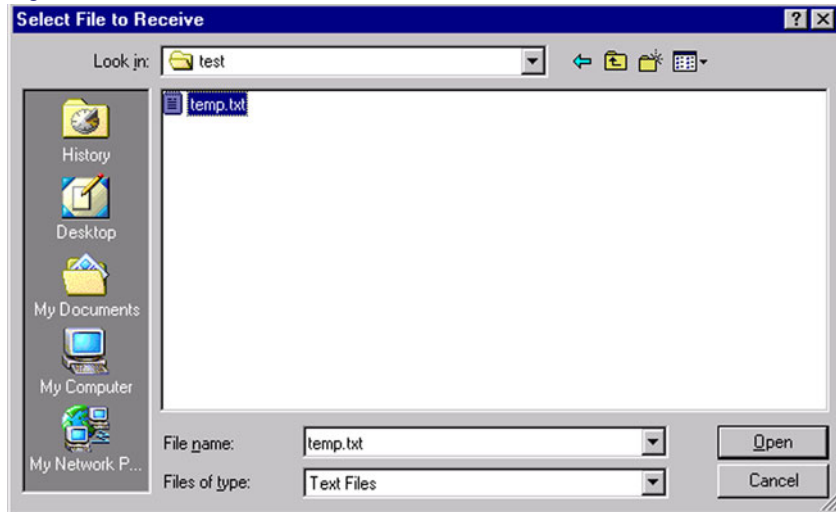 Select File to Receive
Look in: test
temp.txt
History
Desktop
My Documents
My Computer
My Network P...
File name: temp.txt Open
Files of type: Text Files Cancel